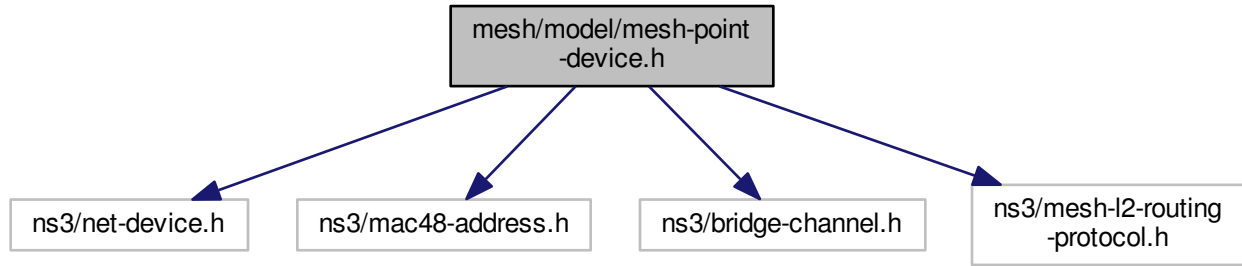 mesh/model/mesh-point
-device.h
ns3/net-device.h
ns3/mac48-address.h
ns3/bridge-channel.h
ns3/mesh-l2-routing
-protocol.h